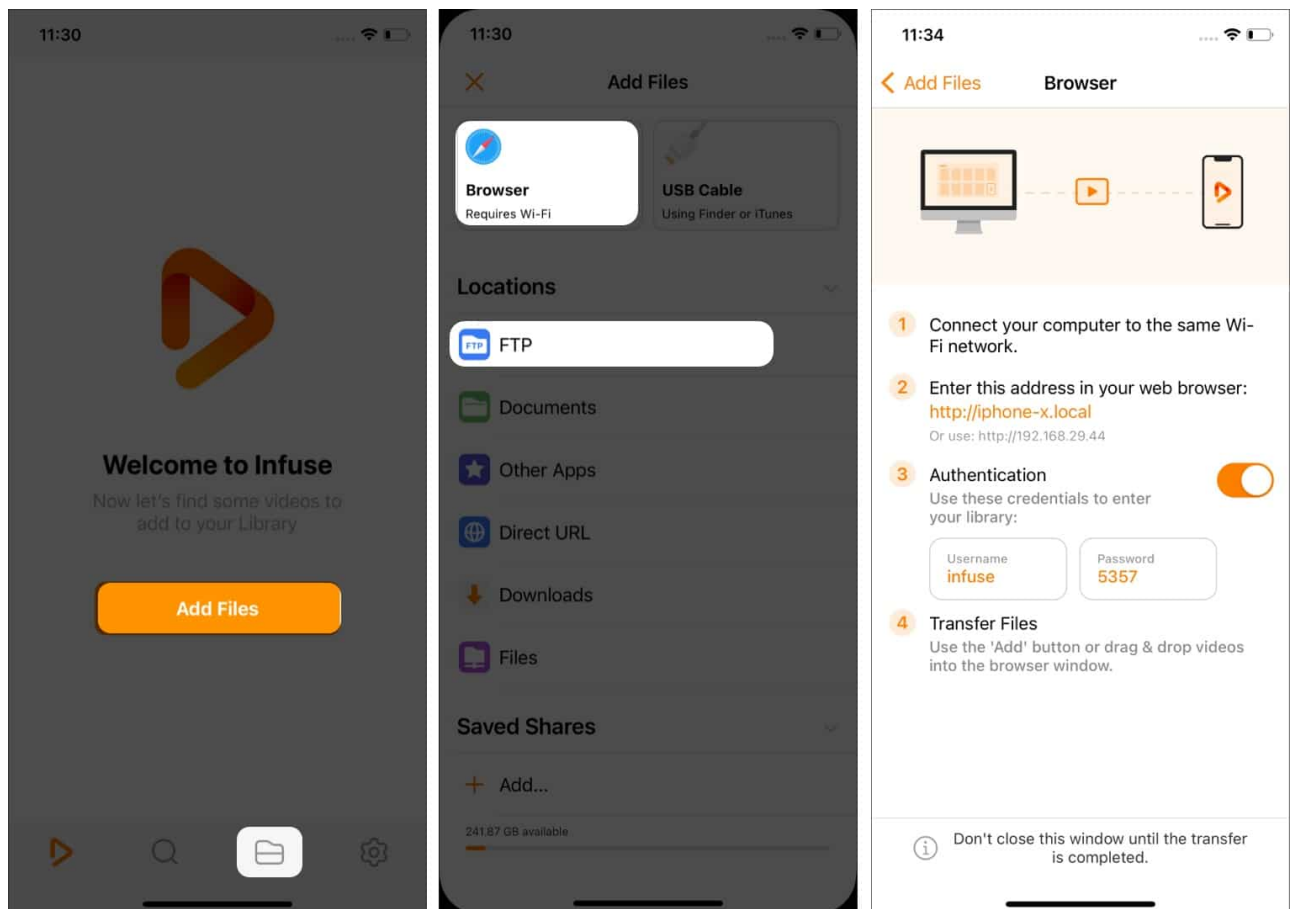 11:30
Welcome to Infuse
Now let's find some videos to
add to your Library
Add Files
11:30
Add Files
Browser
Requires Wi-Fi
USB Cable
Using Finder or iTunes
Locations
FTP
FTP
Documents
Other Apps
Direct URL
Downloads
Files
Saved Shares
Add...
241.87 GB available
11:34
Add Files
Browser
1 Connect your computer to the same Wi-
Fi network.
2 Enter this address in your web browser:
http://iphone-x.local
Or use: http://192.168.29.44
3 Authentication
Use these credentials to enter
your library:
Username
infuse
Password
5357
4 Transfer Files
Use the 'Add' button or drag & drop videos
into the browser window.
Don't close this window until the transfer
is completed.